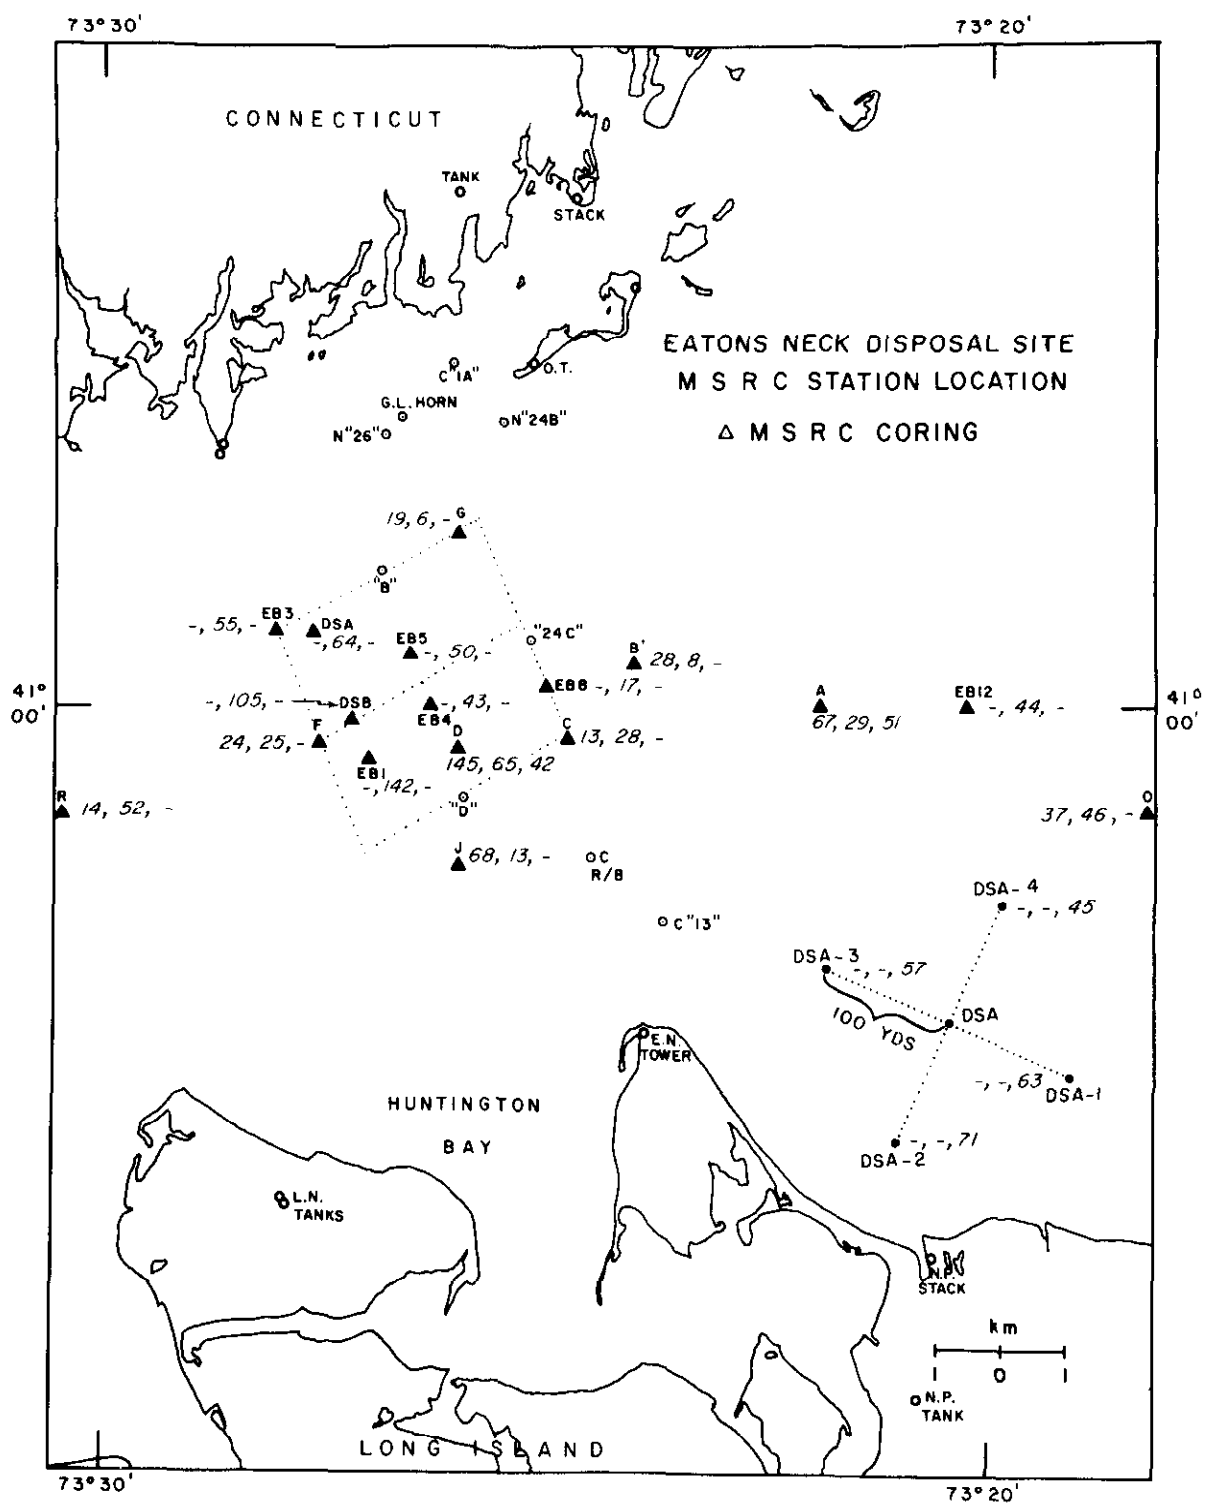 73° 30'
73° 20'
CONNECTICUT
TANK
STACK
EATONS NECK DISPOSAL SITE
M S R C STATION LOCATION
△ M S R C CORING
C"1A"
O.T.
G.L. HORN
N"24B"
N"26"
19, 6, -
G
"B"
EB3
-, 55, -
DSA
-, 64, -
EB5
-, 50, -
"24C"
B'
28, 8, -
EB8 -, 17, -
41°
00'
-, 105, -
DSB
EB4
-, 43, -
A
67, 29, 51
EB12
-, 44, -
41°
00'
F
24, 25, -
D
145, 65, 42
C
13, 28, -
EB1
-, 142, -
"D"
R
14, 52, -
O
37, 46, -
J
68, 13, -
C
R/B
C"13"
DSA-4
-, -, 45
DSA-3
-, -, 57
DSA
100 YDS
-, -, 63
DSA-1
-, -, 71
DSA-2
E.N.
TOWER
HUNTINGTON
BAY
L.N.
TANKS
N.P.
STACK
km
1 0 1
N.P.
TANK
LONG ISLAND
73° 30'
73° 20'